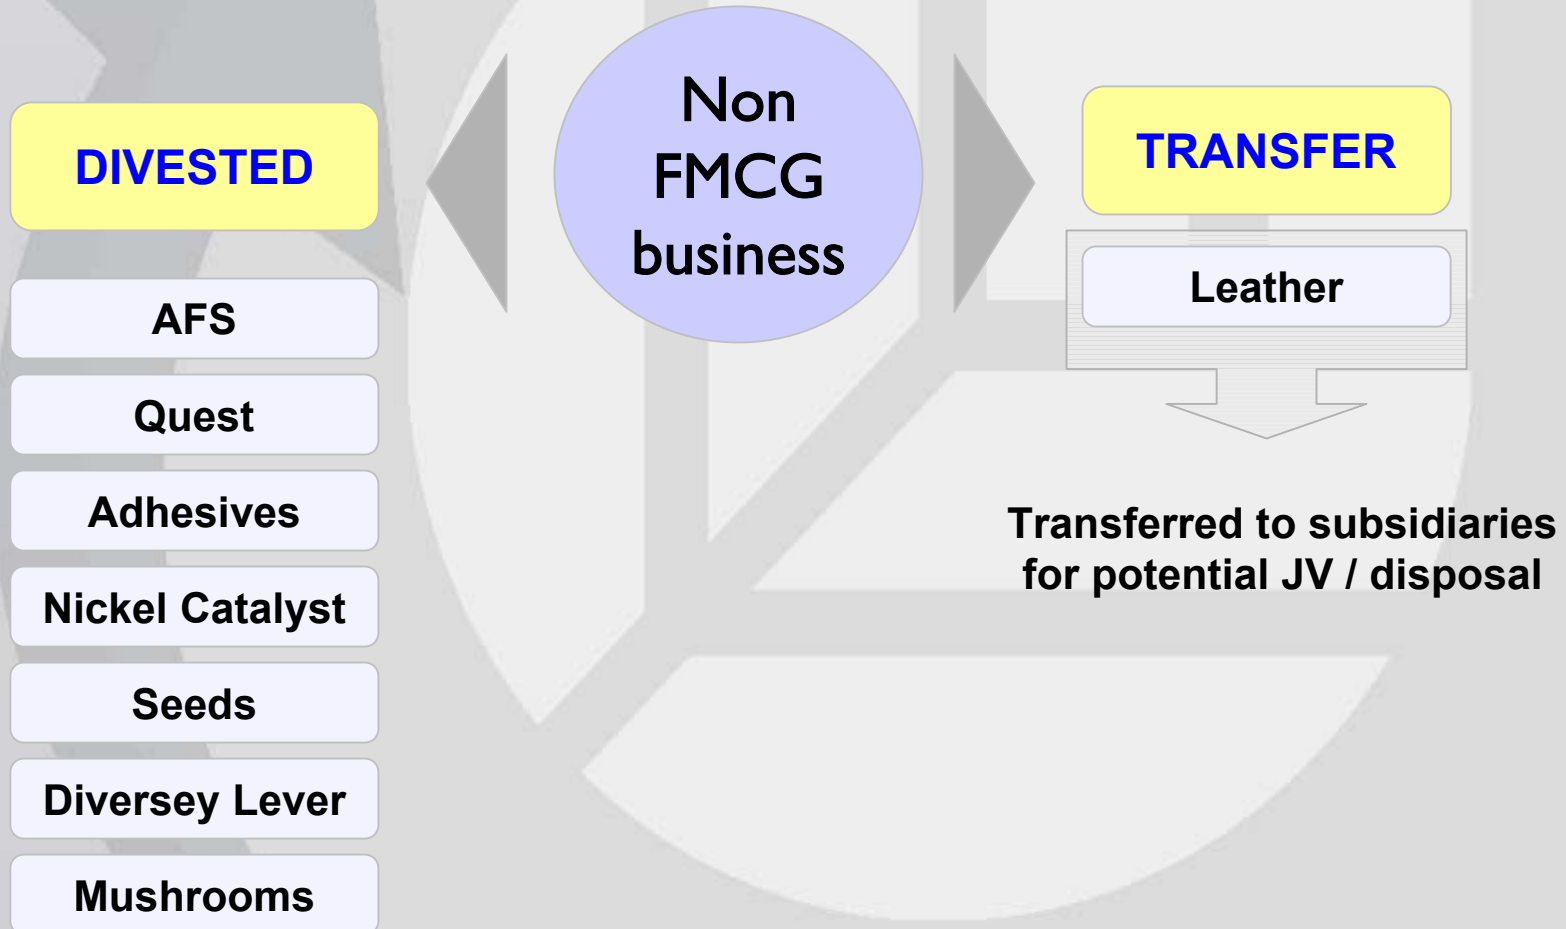 Non
FMCG
business
DIVESTED
AFS
Quest
Adhesives
Nickel Catalyst
Seeds
Diversey Lever
Mushrooms
TRANSFER
Leather
Transferred to subsidiaries
for potential JV / disposal